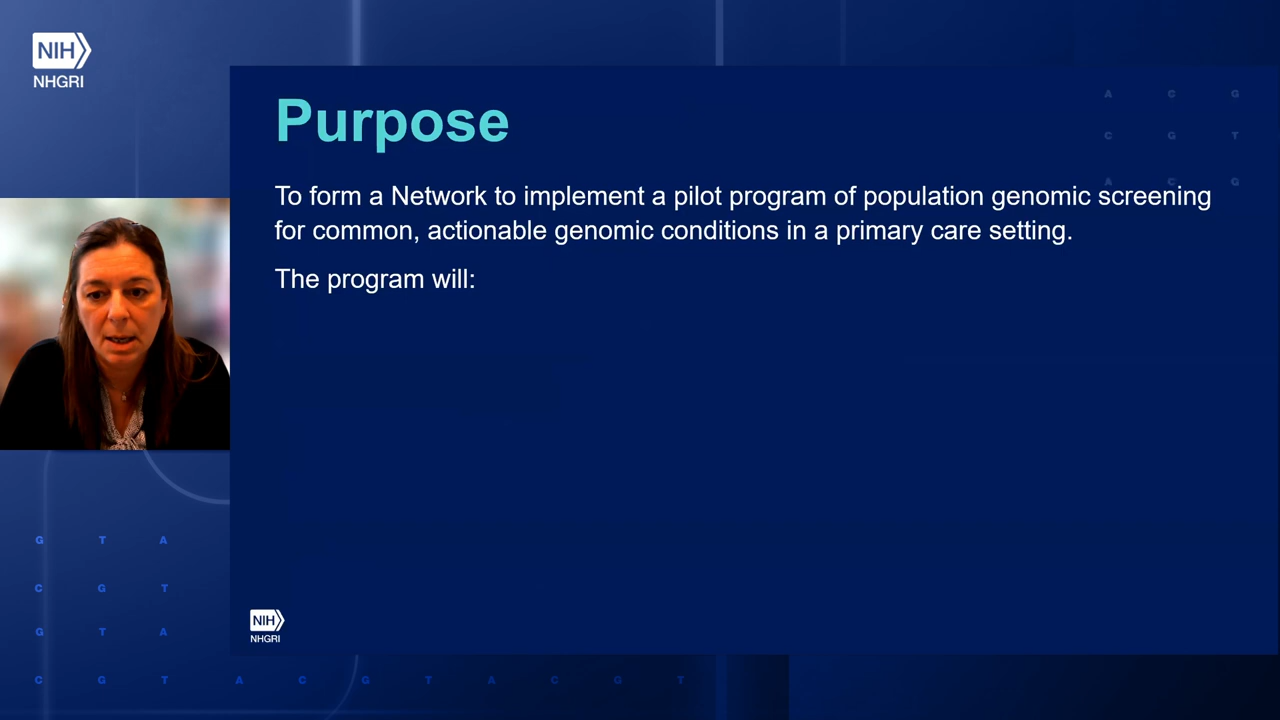 NIH
NHGRI
Purpose
A C G
C G T
A C G
To form a Network to implement a pilot program of population genomic screening
for common, actionable genomic conditions in a primary care setting.
The program will:
G T A
C G T
G T A
C G T A C G T A C G T
NIH
NHGRI